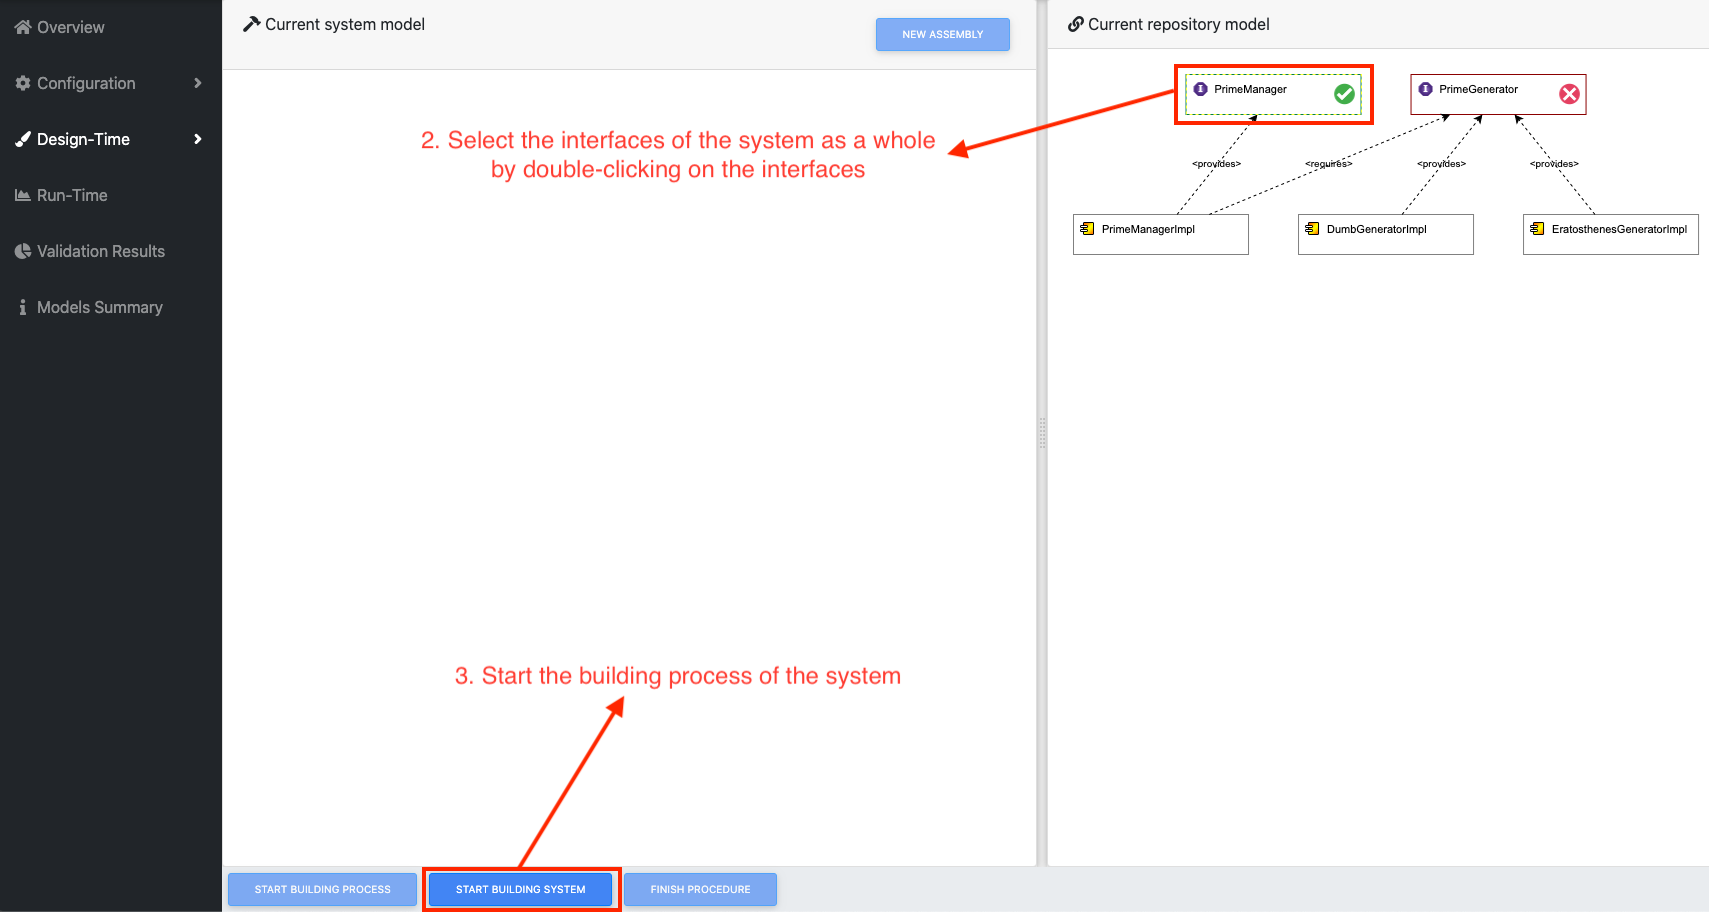 Overview
Configuration
Design-Time
Run-Time
Validation Results
Models Summary
Current system model
NEW ASSEMBLY
2. Select the interfaces of the system as a whole
by double-clicking on the interfaces
3. Start the building process of the system
START BUILDING PROCESS
START BUILDING SYSTEM
FINISH PROCEDURE
Current repository model
I PrimeManager
I PrimeGenerator
<provides>
<requires>
<provides>
<provides>
PrimeManagerImpl
DumbGeneratorImpl
EratosthenesGeneratorImpl